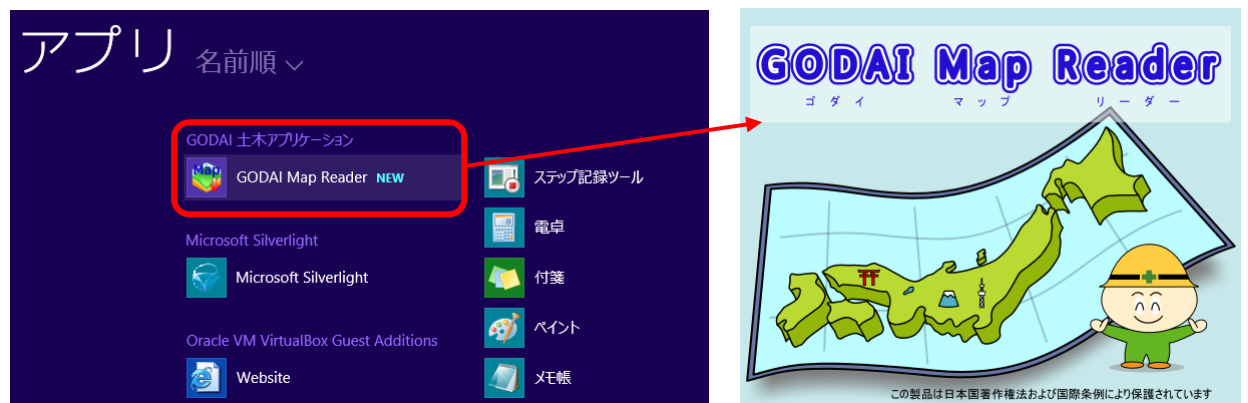 アプリ 名前順
GODAI 土木アプリケーション
Map
GODAI Map Reader NEW
Microsoft Silverlight
Microsoft Silverlight
Oracle VM VirtualBox Guest Additions
Website
ステップ記録ツール
電卓
付箋
ペイント
メモ帳
GODAI Map Reader
ゴダイ マップ リーダー
この製品は日本国著作権法および国際条例により保護されています